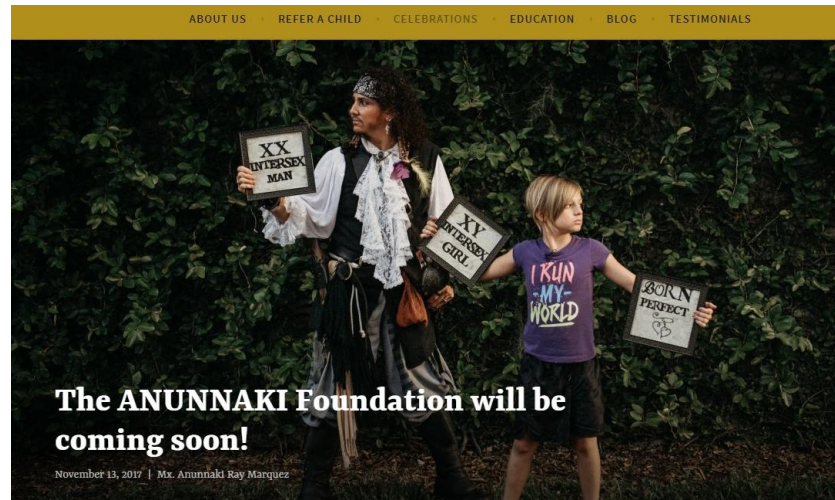 ABOUT US • REFER A CHILD • CELEBRATIONS • EDUCATION • BLOG • TESTIMONIALS
XX
INTERSEX
MAN
XY
INTERSEX
GIRL
I RUN
-MY-
WORLD
BORN
PERFECT
The ANUNNAKI Foundation will be
coming soon!
November 13, 2017 | Mx. Anunnaki Ray Marquez